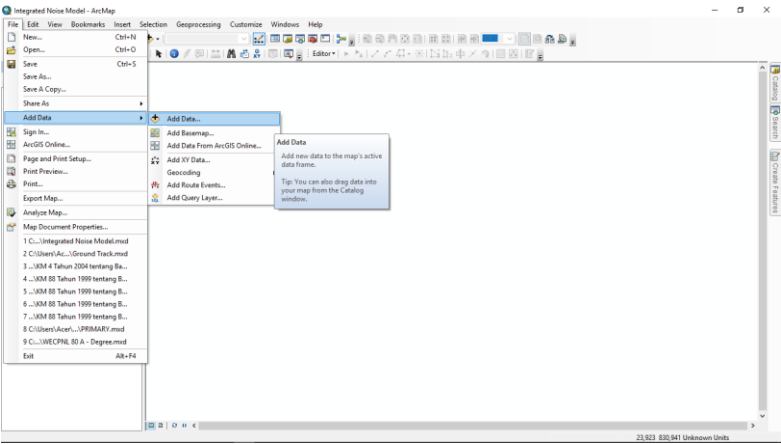 Integrated Noise Model - ArcMap
File Edit View Bookmarks Insert Selection Geoprocessing Customize Windows Help
New... Ctrl+N
Open... Ctrl+O
Editor
Save Ctrl+S
Save As...
Save A Copy...
Share As
Add Data
Add Data...
Sign In...
Add Basemap...
ArcGIS Online...
Add Data From ArcGIS Online...
Page and Print Setup...
Add XY Data...
Print Preview...
Geocoding
Print...
Add Route Events...
Export Map...
Add Query Layer...
Analyze Map...
Map Document Properties...
Add Data
Add new data to the map's active
data frame.
Tip: You can also drag data into
your map from the Catalog
window.
1 C:...\Integrated Noise Model.mxd
2 C:\Users\Ac...\Ground Track.mxd
3 ...\KM 4 Tahun 2004 tentang Ba...
4 ...\KM 88 Tahun 1999 tentang B...
5 ...\KM 88 Tahun 1999 tentang B...
6 ...\KM 88 Tahun 1999 tentang B...
7 ...\KM 88 Tahun 1999 tentang B...
8 C:\Users\Acer\...\PRIMARY.mxd
9 C:...\WECPNL 80 A - Degree.mxd
Exit Alt+F4
Catalog
Search
Create Features
23,923 830,941 Unknown Units